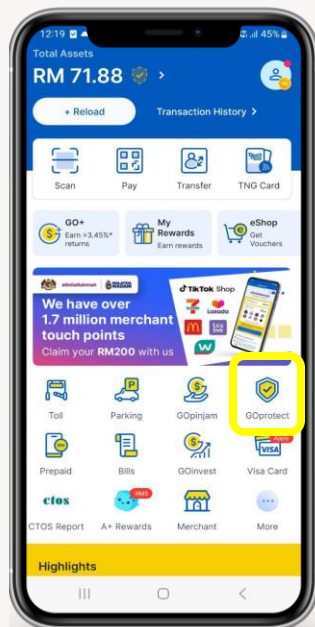 12:19 45%
Total Assets
RM 71.88 >
+ Reload Transaction History >
Scan Pay Transfer TNG Card
GO+
Earn >3.45%*
returns
My
Rewards
Earn rewards
eShop
Get
Vouchers
TikTok Shop
We have over
1.7 million merchant
touch points
Claim your RM200 with us
Lazada
Toll Parking GOpinjam GOprotect
Apply
VISA
Prepaid Bills GOinvest Visa Card
ctos
CTOS Report A+ Rewards Merchant More
Highlights